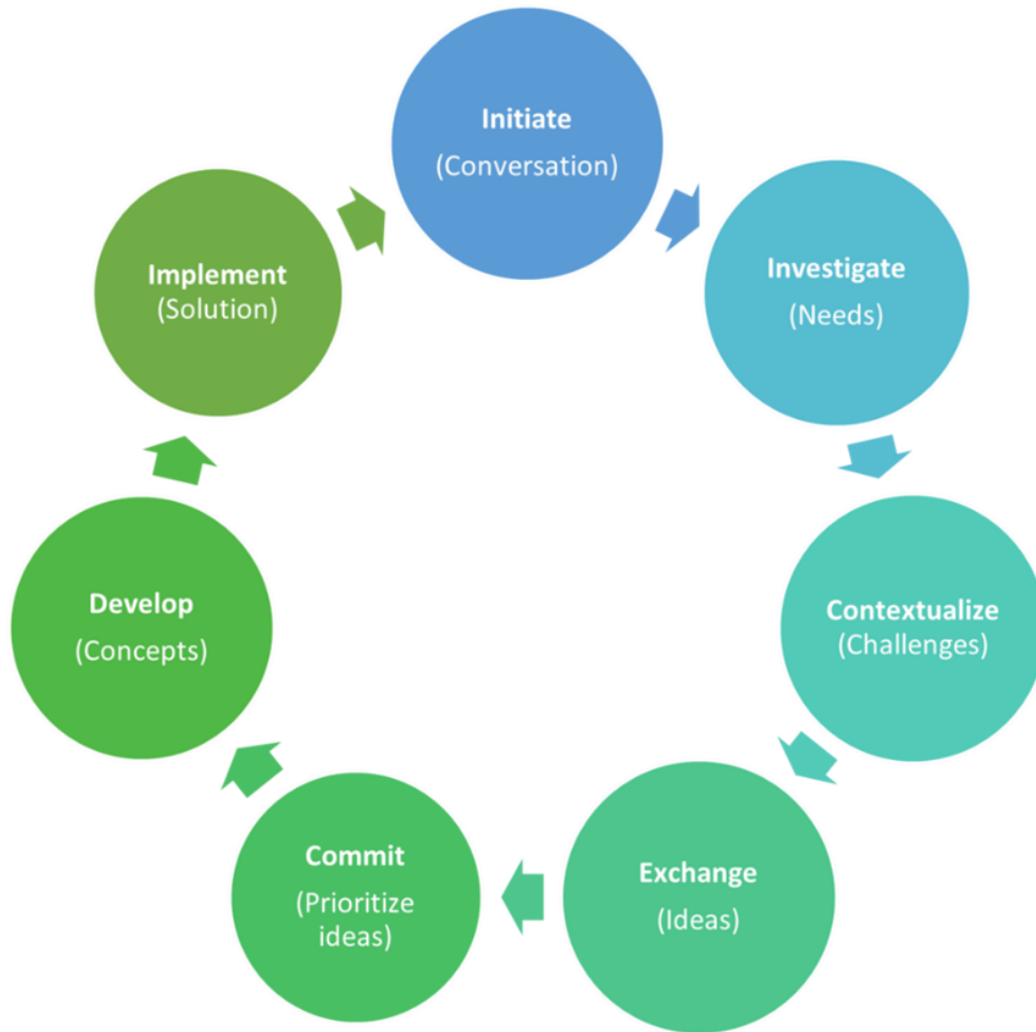 Initiate
(Conversation)
Investigate
(Needs)
Contextualize
(Challenges)
Exchange
(Ideas)
Commit
(Prioritize
ideas)
Develop
(Concepts)
Implement
(Solution)